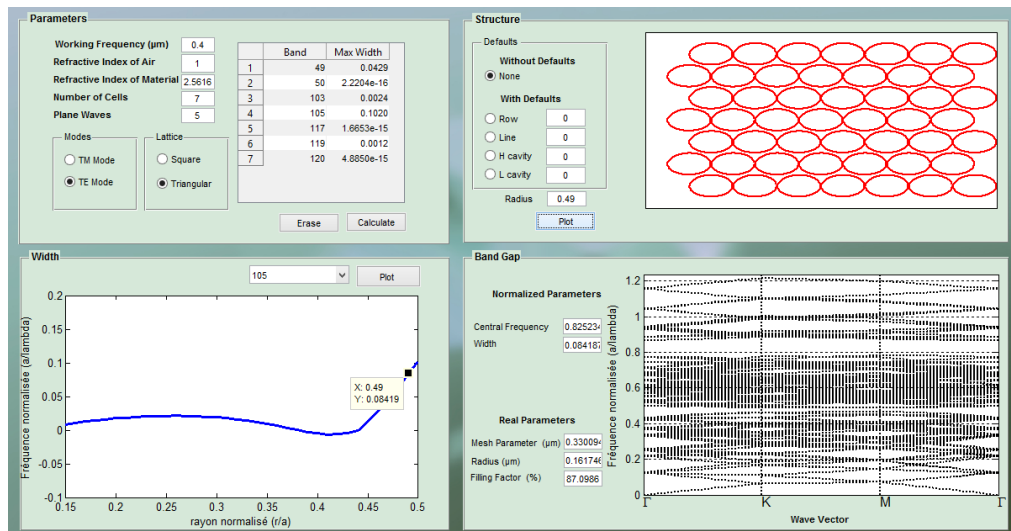 Parameters
Working Frequency (µm) 0.4
Refractive Index of Air 1
Refractive Index of Material 2.5616
Number of Cells 7
Plane Waves 5
Modes
TM Mode
TE Mode
Lattice
Square
Triangular
Band Max Width
1 49 0.0429
2 50 2.2204e-16
3 103 0.0024
4 105 0.1020
5 117 1.6653e-15
6 119 0.0012
7 120 4.8850e-15
Erase Calculate
Structure
Defaults
Without Defaults
None
With Defaults
Row 0
Line 0
H cavity 0
L cavity 0
Radius 0.49
Plot
Width
105 Plot
Fréquence normalisée (a/lambda)
0.2
0.15
0.1
0.05
0
-0.05
-0.1
X: 0.49
Y: 0.08419
0.15 0.2 0.25 0.3 0.35 0.4 0.45 0.5
rayon normalisé (r/a)
Band Gap
Normalized Parameters
Central Frequency 0.825234
Width 0.084187
Real Parameters
Mesh Parameter (µm) 0.330094
Radius (µm) 0.161746
Filling Factor (%) 87.0986
Fréquence normalisée (a/lambda)
1.2
1
0.8
0.6
0.4
0.2
0
Γ K M Γ
Wave Vector